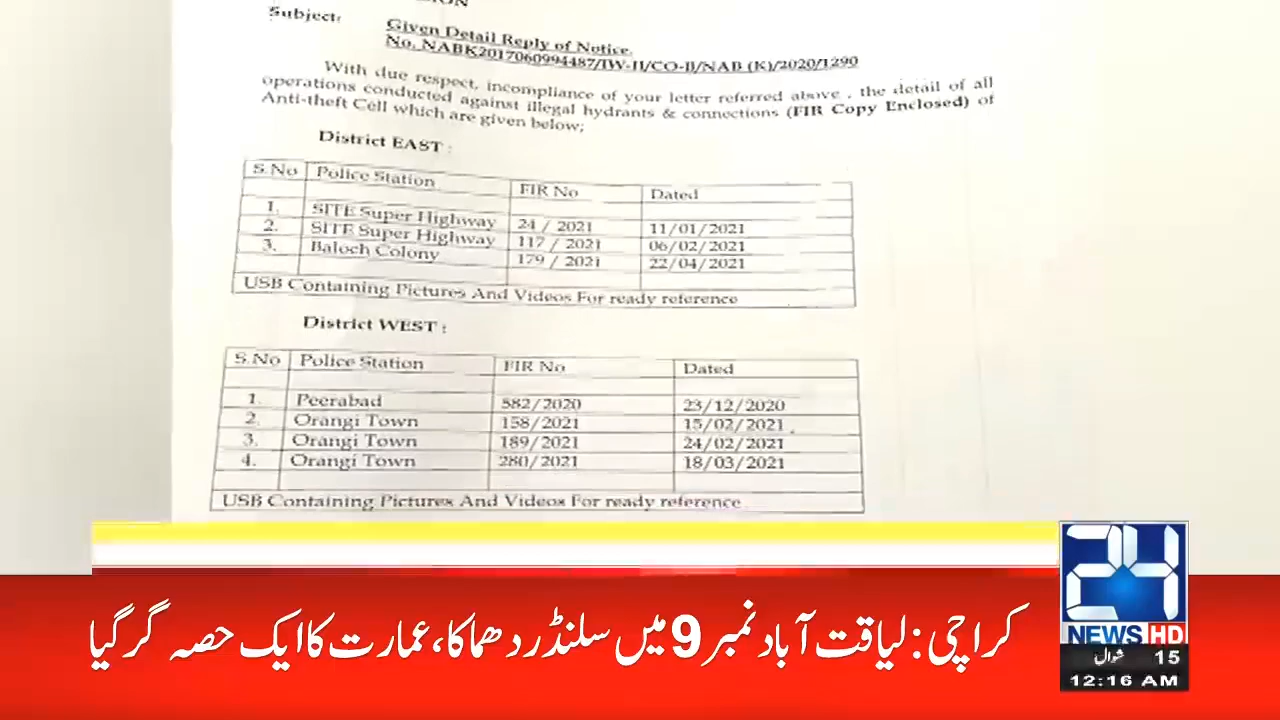 Subject:
Given Detail Reply of Notice.
No. NABK2017060994487/IW-II/CO-B/NAB (K)/2020/1290
With due respect, incompliance of your letter referred above , the detail of all
operations conducted against illegal hydrants & connections (FIR Copy Enclosed) of
Anti-theft Cell which are given below;
District EAST :
S.No Police Station FIR No Dated
1. SITE Super Highway 24 / 2021 11/01/2021
2. SITE Super Highway 117 / 2021 06/02/2021
3. Baloch Colony 179 / 2021 22/04/2021
USB Containing Pictures And Videos For ready reference
District WEST :
S.No Police Station FIR No Dated
1. Peerabad 582/2020 23/12/2020
2. Orangi Town 158/2021 15/02/2021
3. Orangi Town 189/2021 24/02/2021
4. Orangi Town 280/2021 18/03/2021
USB Containing Pictures And Videos For ready reference
کراچی: لیاقت آباد نمبر 9 میں سلنڈر دھماکا، عمارت کا ایک حصہ گر گیا
24
NEWS HD
15 شوال
12:16 AM